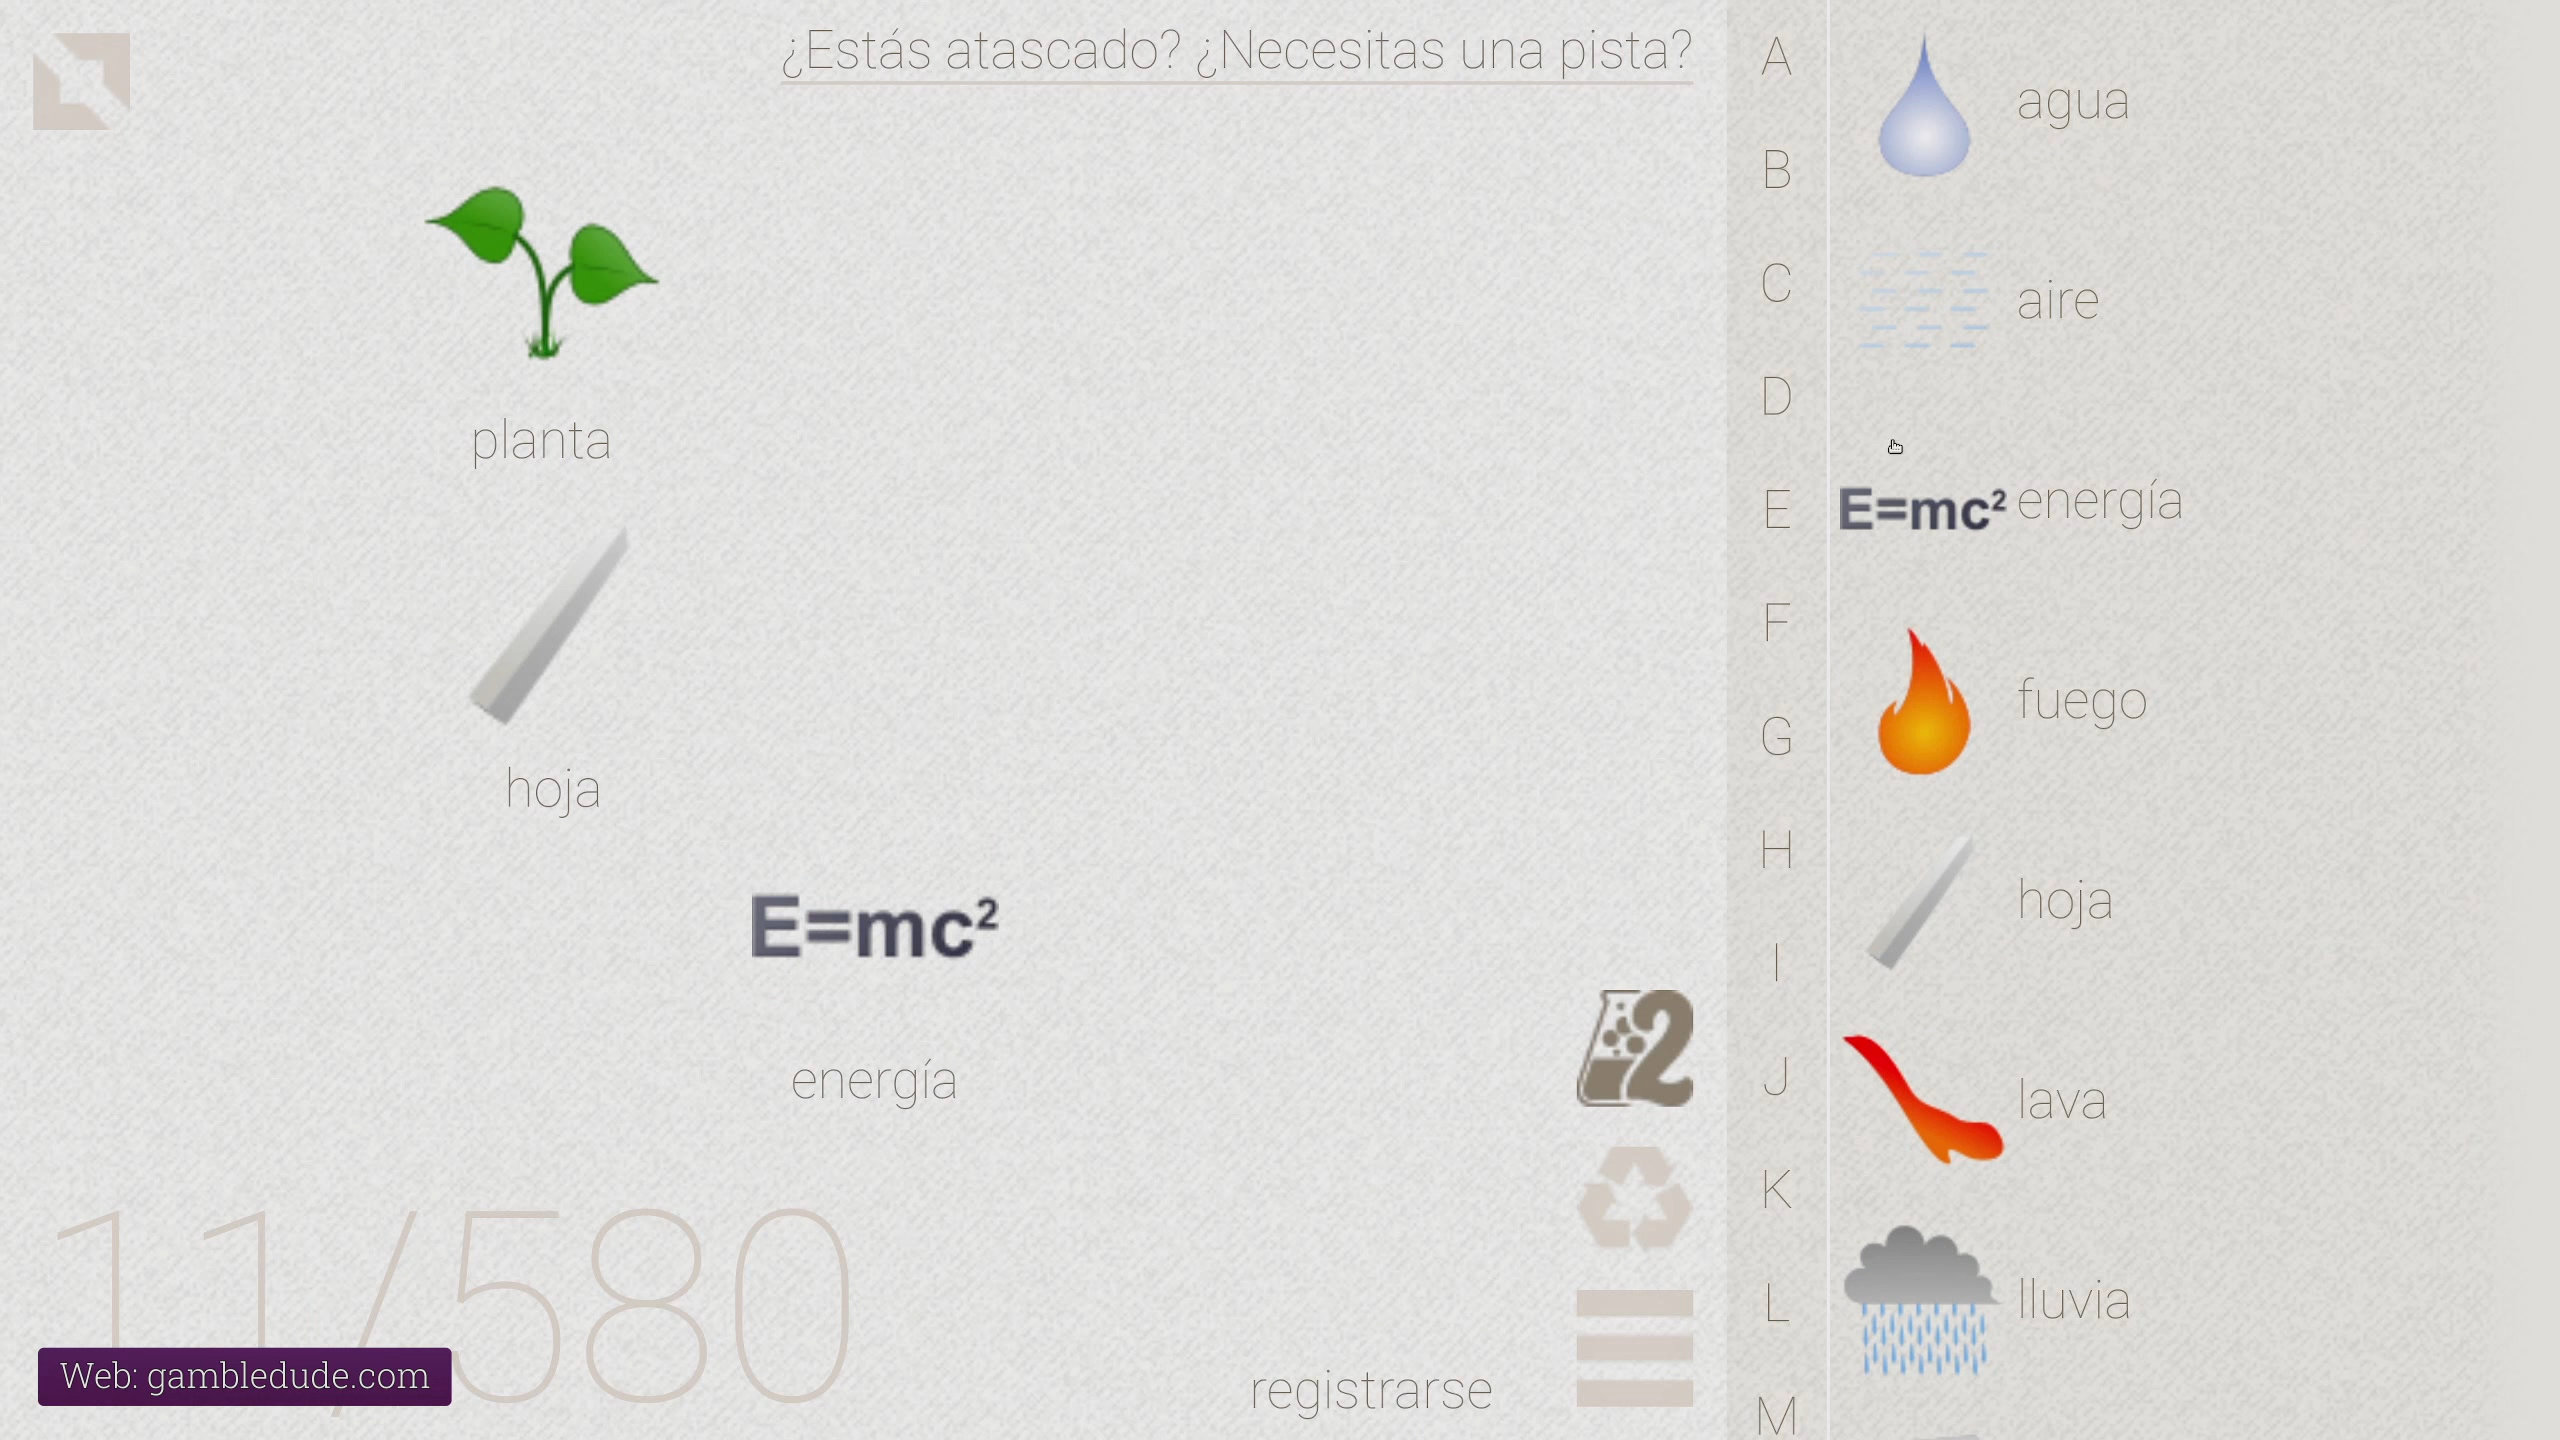 ¿Estás atascado? ¿Necesitas una pista?
planta
hoja
E=mc²
energía
11/580
Web: gambledude.com
registrarse
2
A
B
C
D
E
F
G
H
I
J
K
L
M
agua
aire
E=mc² energía
fuego
hoja
lava
lluvia